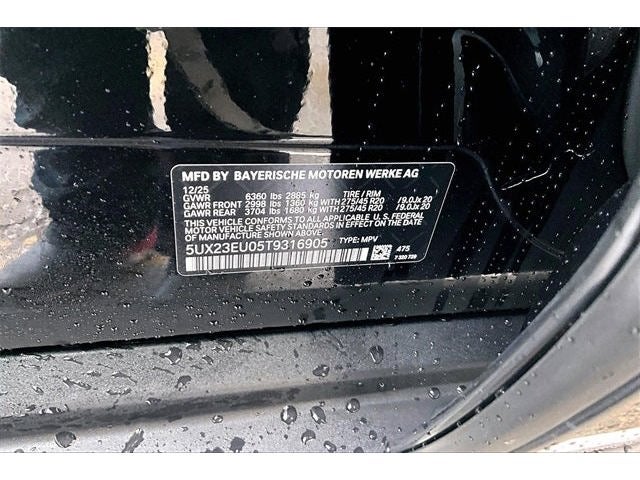 MFD BY BAYERISCHE MOTOREN WERKE AG
12/25 TIRE / RIM
GVWR 6360 lbs 2885 kg
GAWR FRONT 2998 lbs 1360 kg WITH 275/45 R20 /9.0Jx 20
GAWR REAR 3704 lbs 1680 kg WITH 275/45 R20 /9.0Jx 20
THIS VEHICLE CONFORMS TO ALL APPLICABLE U.S. FEDERAL
MOTOR VEHICLE SAFETY STANDARDS IN EFFECT ON THE
DATE OF MANUFACTURE SHOWN ABOVE.
5UX23EU05T9316905 TYPE: MPV 475
7 320 739